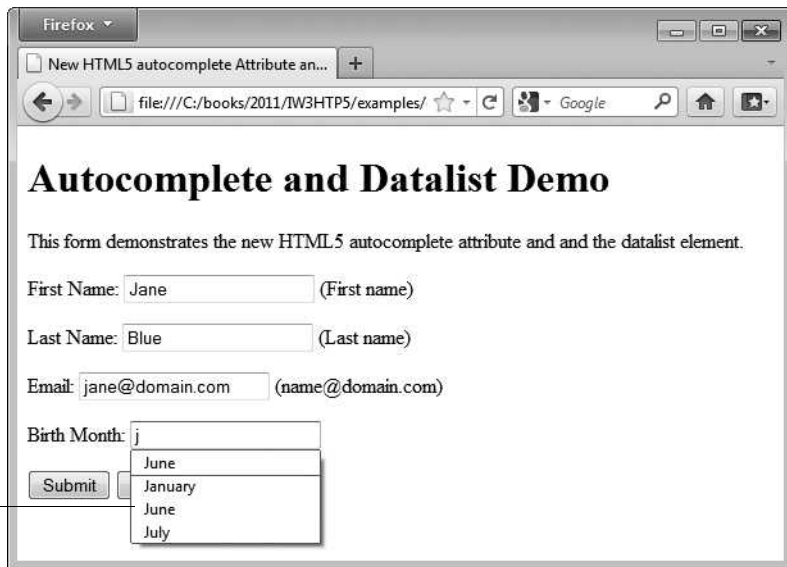 Firefox
New HTML5 autocomplete Attribute an...
file:///C:/books/2011/IW3HTP5/examples/ Google
Autocomplete and Datalist Demo
This form demonstrates the new HTML5 autocomplete attribute and and the datalist element.
First Name: Jane (First name)
Last Name: Blue (Last name)
Email: jane@domain.com (name@domain.com)
Birth Month: j
June
Submit January
June
July